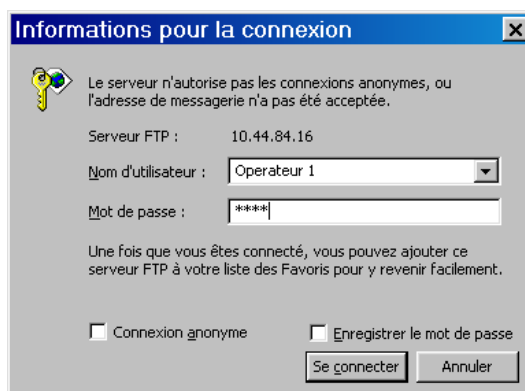 Informations pour la connexion
Le serveur n'autorise pas les connexions anonymes, ou
l'adresse de messagerie n'a pas été acceptée.
Serveur FTP : 10.44.84.16
Nom d'utilisateur : Operateur 1
Mot de passe : ****
Une fois que vous êtes connecté, vous pouvez ajouter ce
serveur FTP à votre liste des Favoris pour y revenir facilement.
Connexion anonyme Enregistrer le mot de passe
Se connecter Annuler